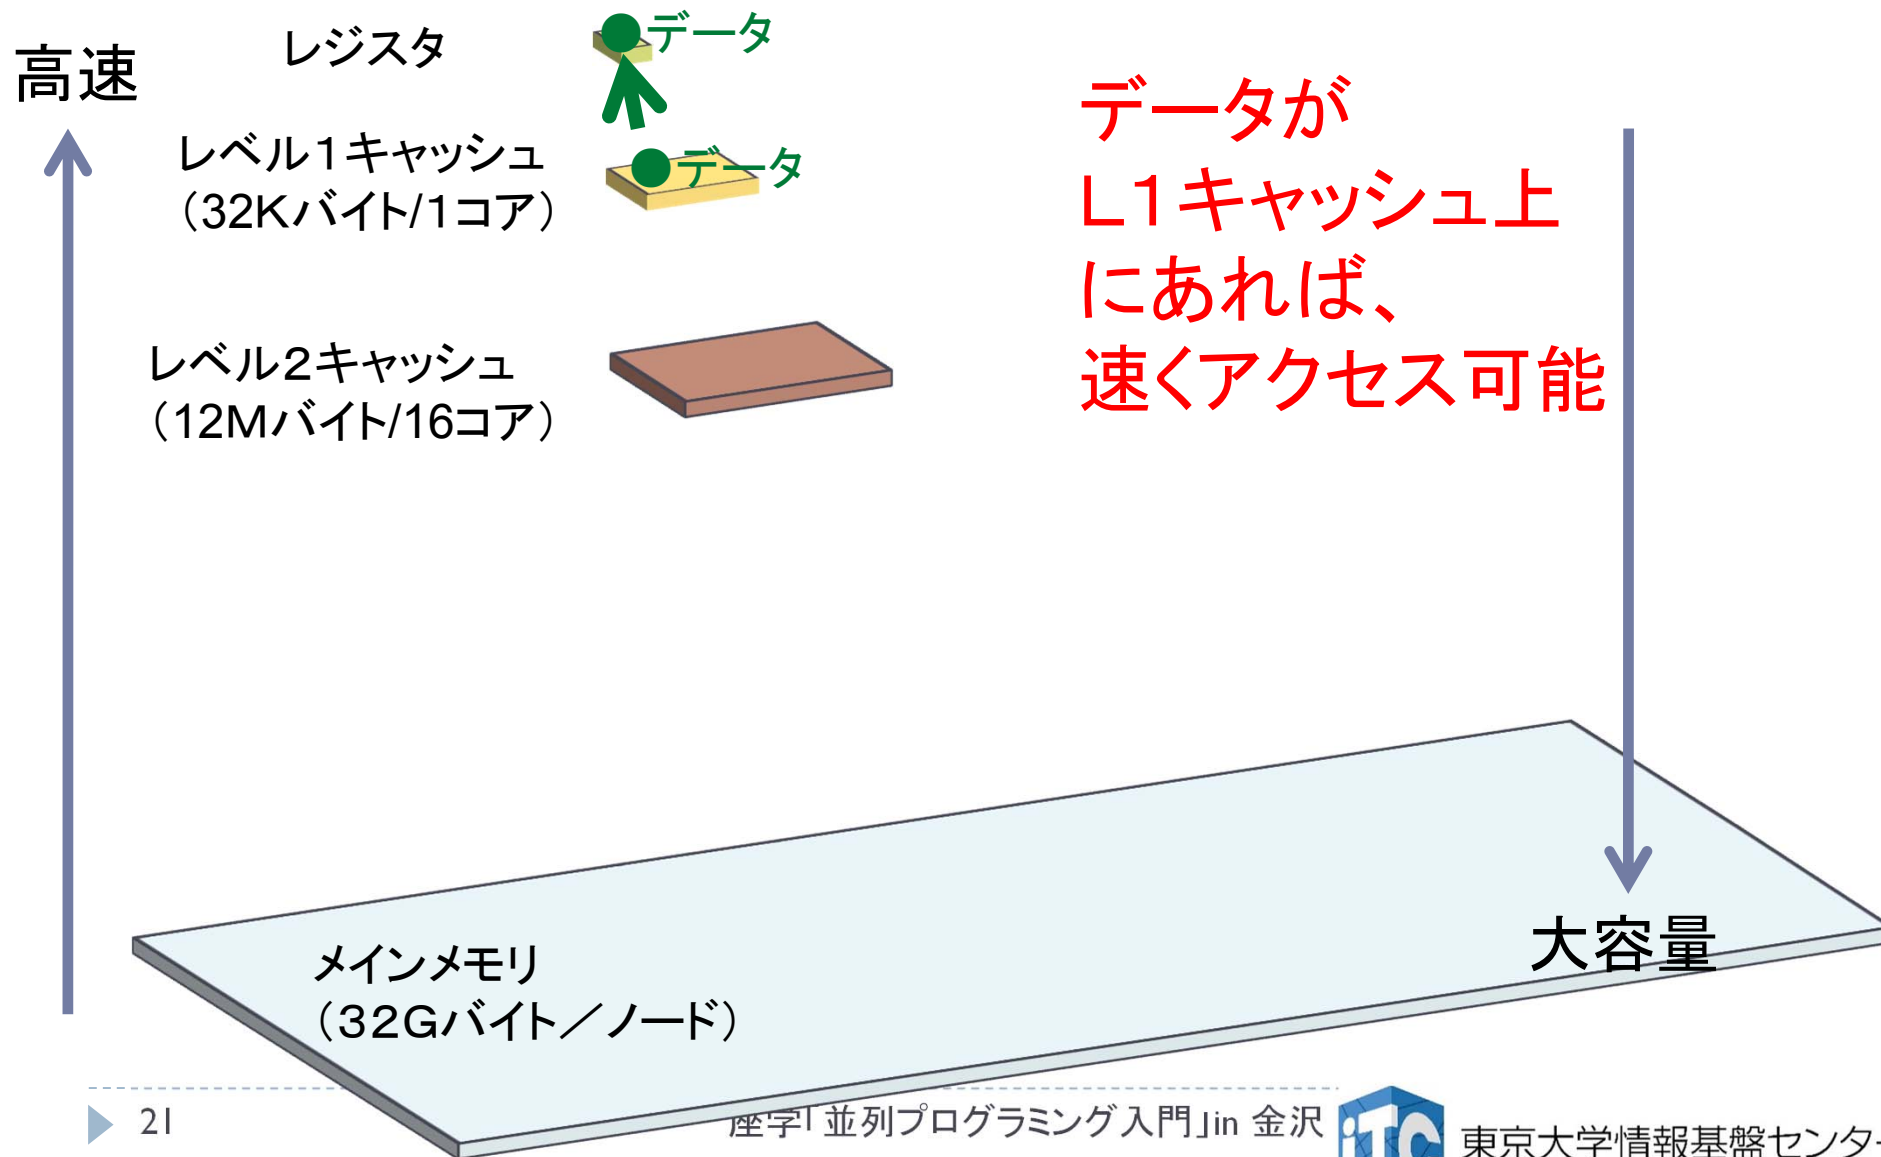 高速
レジスタ
データ
レベル1キャッシュ
(32Kバイト/1コア)
データ
レベル2キャッシュ
(12Mバイト/16コア)
データが
L1キャッシュ上
にあれば、
速くアクセス可能
大容量
メインメモリ
(32Gバイト/ノード)
21
座学「並列プログラミング入門」in 金沢
iTC
東京大学情報基盤センター